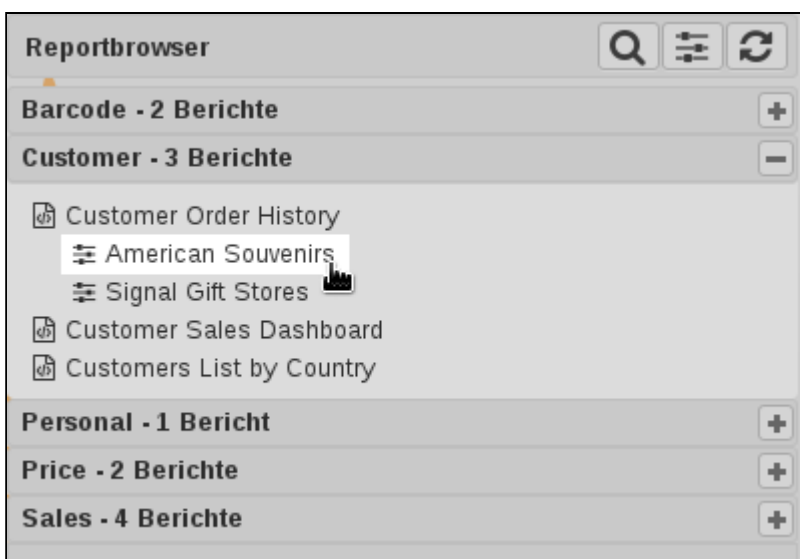 Reportbrowser
Barcode - 2 Berichte
Customer - 3 Berichte
Customer Order History
American Souvenirs
Signal Gift Stores
Customer Sales Dashboard
Customers List by Country
Personal - 1 Bericht
Price - 2 Berichte
Sales - 4 Berichte